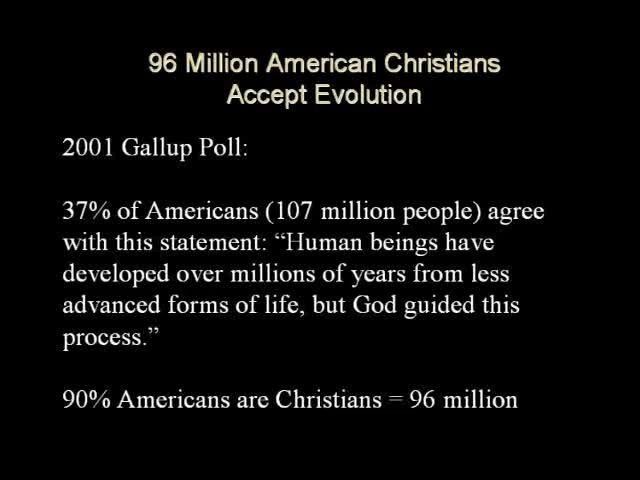 96 Million American Christians
Accept Evolution
2001 Gallup Poll:
37% of Americans (107 million people) agree
with this statement: “Human beings have
developed over millions of years from less
advanced forms of life, but God guided this
process.”
90% Americans are Christians = 96 million